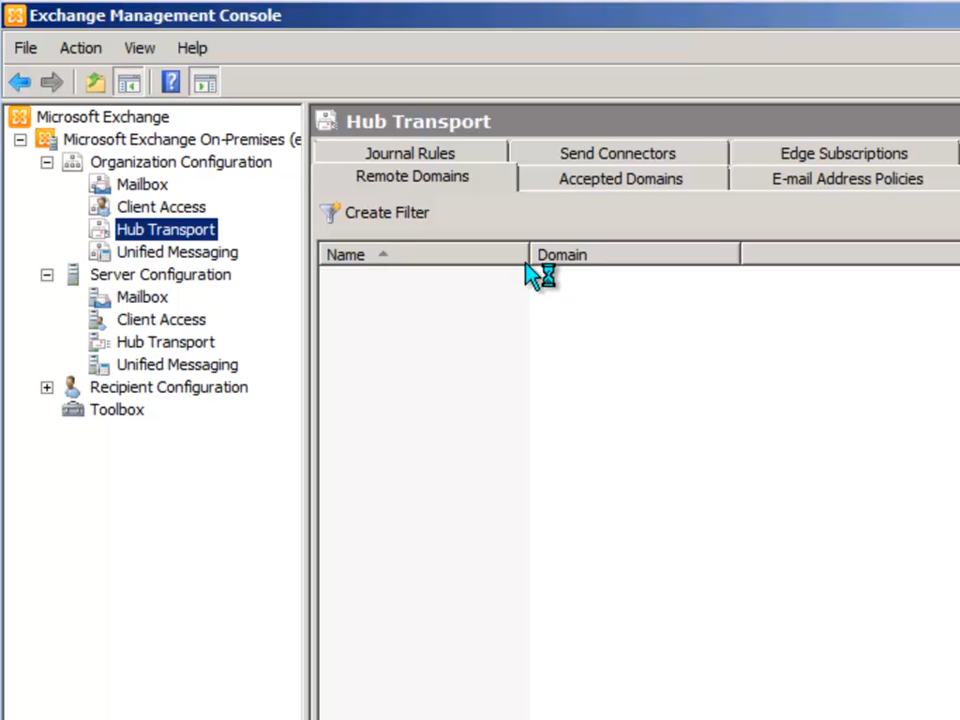 Exchange Management Console
File Action View Help
Microsoft Exchange
Microsoft Exchange On-Premises (e
Organization Configuration
Mailbox
Client Access
Hub Transport
Unified Messaging
Server Configuration
Mailbox
Client Access
Hub Transport
Unified Messaging
Recipient Configuration
Toolbox
Hub Transport
Journal Rules Send Connectors Edge Subscriptions
Remote Domains Accepted Domains E-mail Address Policies
Create Filter
Name Domain